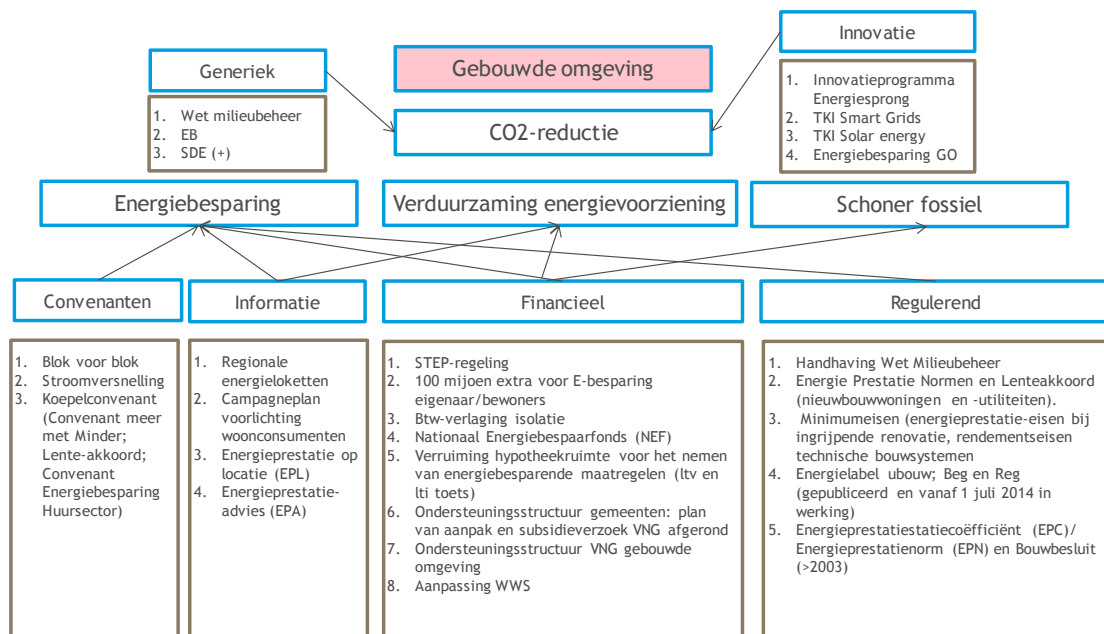 Innovatie
Generiek
Gebouwde omgeving
1. Innovatieprogramma
Energiesprong
2. TKI Smart Grids
3. TKI Solar energy
4. Energiebesparing GO
1. Wet milieubeheer
2. EB
3. SDE (+)
CO2-reductie
Energiebesparing
Verduurzaming energievoorziening
Schoner fossiel
Convenanten
Informatie
Financieel
Regulerend
1. Blok voor blok
2. Stroomversnelling
3. Koepelconvenant
(Convenant meer
met Minder;
Lente-akkoord;
Convenant
Energiebesparing
Huursector)
1. Regionale
energieloketten
2. Campagneplan
voorlichting
woonconsumenten
3. Energieprestatie op
locatie (EPL)
4. Energieprestatie-
advies (EPA)
1. STEP-regeling
2. 100 mijoen extra voor E-besparing
eigenaar/bewoners
3. Btw-verlaging isolatie
4. Nationaal Energiebespaarfonds (NEF)
5. Verruiming hypotheekruimte voor het nemen
van energiebesparende maatregelen (ltv en
lti toets)
6. Ondersteuningsstructuur gemeenten: plan
van aanpak en subsidieverzoek VNG afgerond
7. Ondersteuningsstructuur VNG gebouwde
omgeving
8. Aanpassing WWS
1. Handhaving Wet Milieubeheer
2. Energie Prestatie Normen en Lenteakkoord
(nieuwbouwwoningen en -utiliteiten).
3. Minimumeisen (energieprestatie-eisen bij
ingrijpende renovatie, rendementseisen
technische bouwsystemen
4. Energielabel ubouw; Beg en Reg
(gepubliceerd en vanaf 1 juli 2014 in
werking)
5. Energieprestatiestatiecoëfficiënt (EPC)/
Energieprestatienorm (EPN) en Bouwbesluit
(>2003)